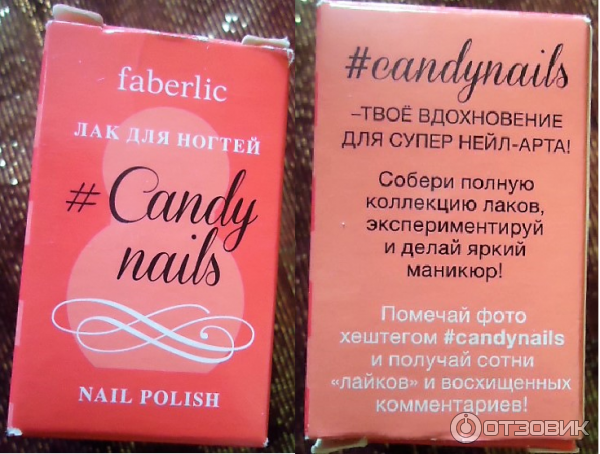 faberlic
ЛАК ДЛЯ НОГТЕЙ
# Candy
nails
NAIL POLISH
#candynails
–ТВОЁ ВДОХНОВЕНИЕ
ДЛЯ СУПЕР НЕЙЛ-АРТА!
Собери полную
коллекцию лаков,
экспериментируй
и делай яркий
маникюр!
Помечай фото
хештегом #candynails
и получай сотни
«лайков» и восхищенных
комментариев!
ОТЗОВИК